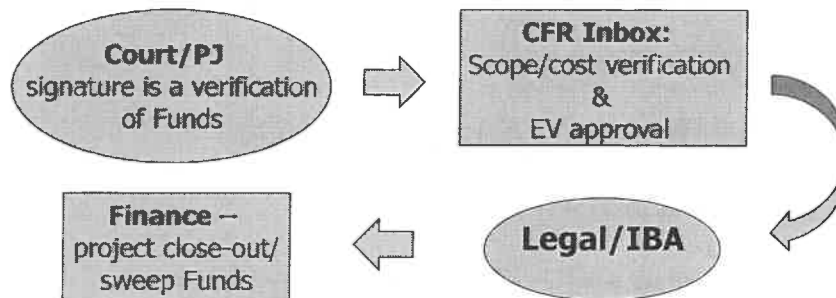 Court/PJ
signature is a verification
of Funds
CFR Inbox:
Scope/cost verification
&
EV approval
Legal/IBA
Finance –
project close-out/
sweep Funds